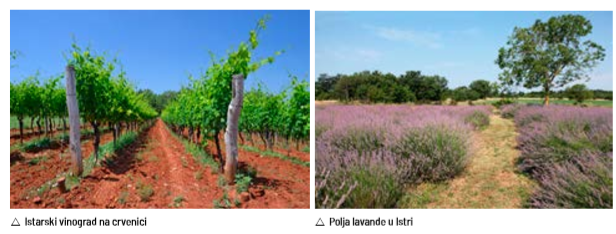 △ Istarski vinograd na crvenici
△ Polja lavande u Istri